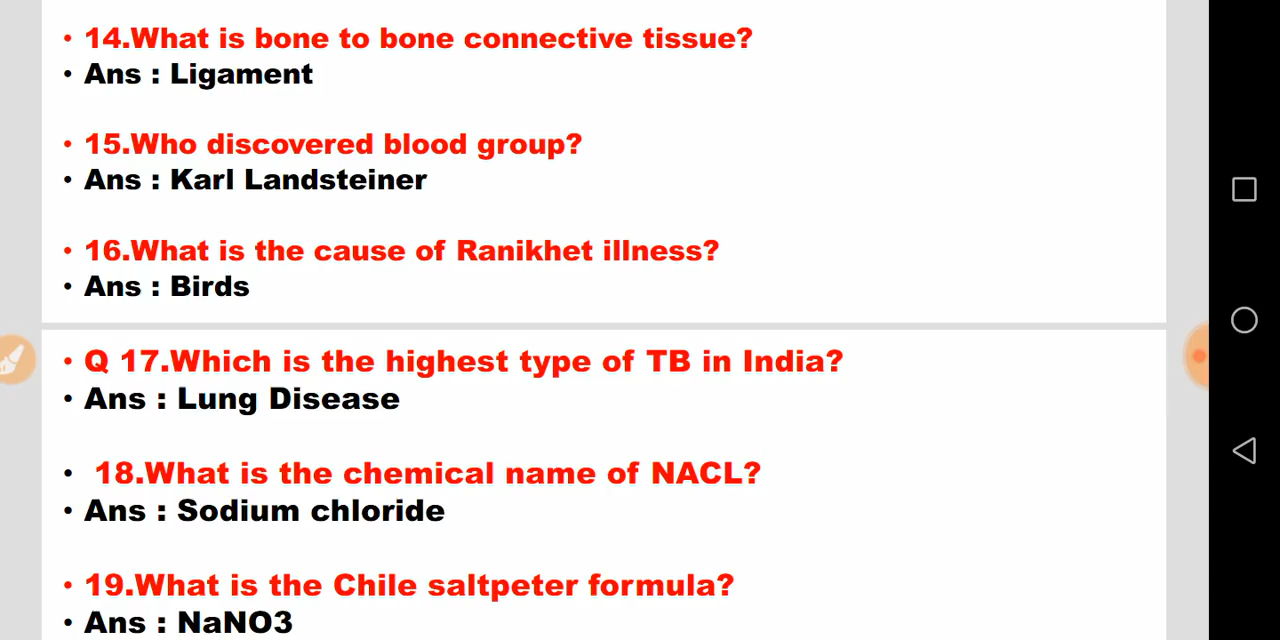 • 14.What is bone to bone connective tissue?
• Ans : Ligament
• 15.Who discovered blood group?
• Ans : Karl Landsteiner
• 16.What is the cause of Ranikhet illness?
• Ans : Birds
• Q 17.Which is the highest type of TB in India?
• Ans : Lung Disease
• 18.What is the chemical name of NACL?
• Ans : Sodium chloride
• 19.What is the Chile saltpeter formula?
• Ans : NaNO3